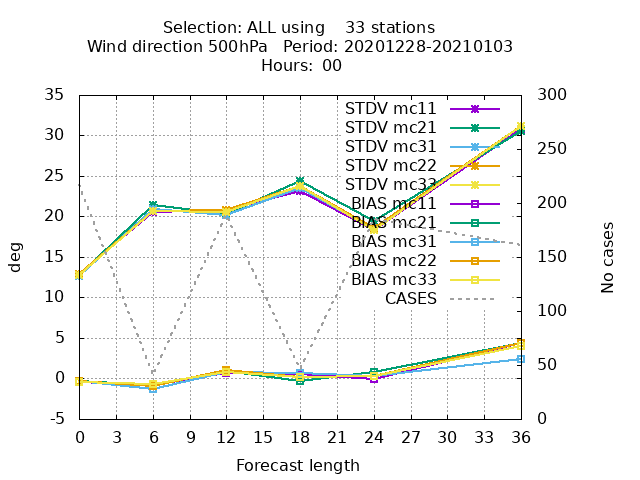 Selection: ALL using    33 stations
Wind direction 500hPa   Period: 20201228-20210103
Hours: 00
35 30 25 20 15 10 5 0 -5
deg
STDV mc11
STDV mc21
STDV mc31
STDV mc22
STDV mc33
BIAS mc11
BIAS mc21
BIAS mc31
BIAS mc22
BIAS mc33
CASES
300 250 200 150 100 50 0
No cases
0 3 6 9 12 15 18 21 24 27 30 33 36
Forecast length